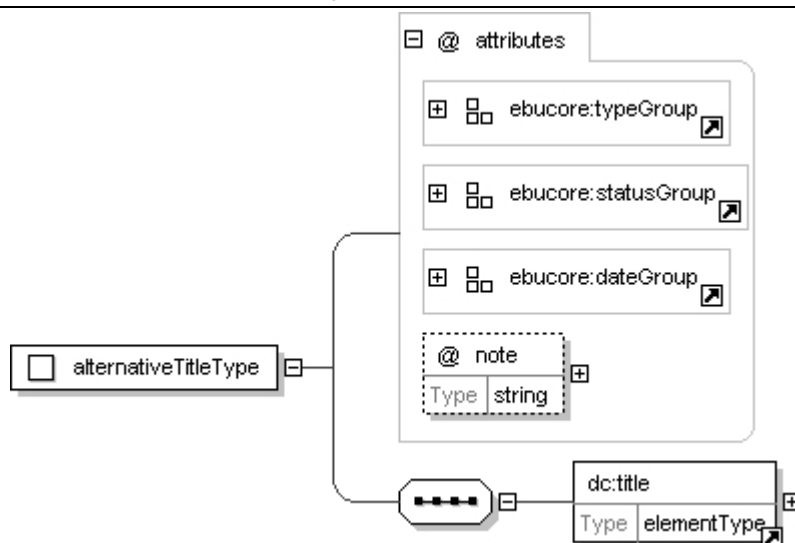 @ attributes
ebucore:typeGroup
ebucore:statusGroup
ebucore:dateGroup
@ note
Type string
alternativeTitleType
dc:title
Type elementType